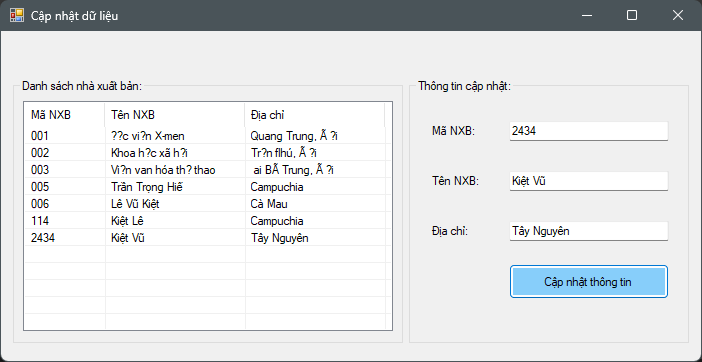 Cập nhật dữ liệu
Danh sách nhà xuất bản:
Mã NXB Tên NXB Địa chỉ
001 ??c vi?n X-men Quang Trung, Ã ?i
002 Khoa h?c xã h?i Tr?n flhú, Ã ?i
003 Vi?n van hóa th? thao ai BÃ Trung, Ã ?i
005 Trần Trọng Hiế Campuchia
006 Lê Vũ Kiệt Cà Mau
114 Kiệt Lê Campuchia
2434 Kiệt Vũ Tây Nguyên
Thông tin cập nhật:
Mã NXB: 2434
Tên NXB: Kiệt Vũ
Địa chỉ: Tây Nguyên
Cập nhật thông tin